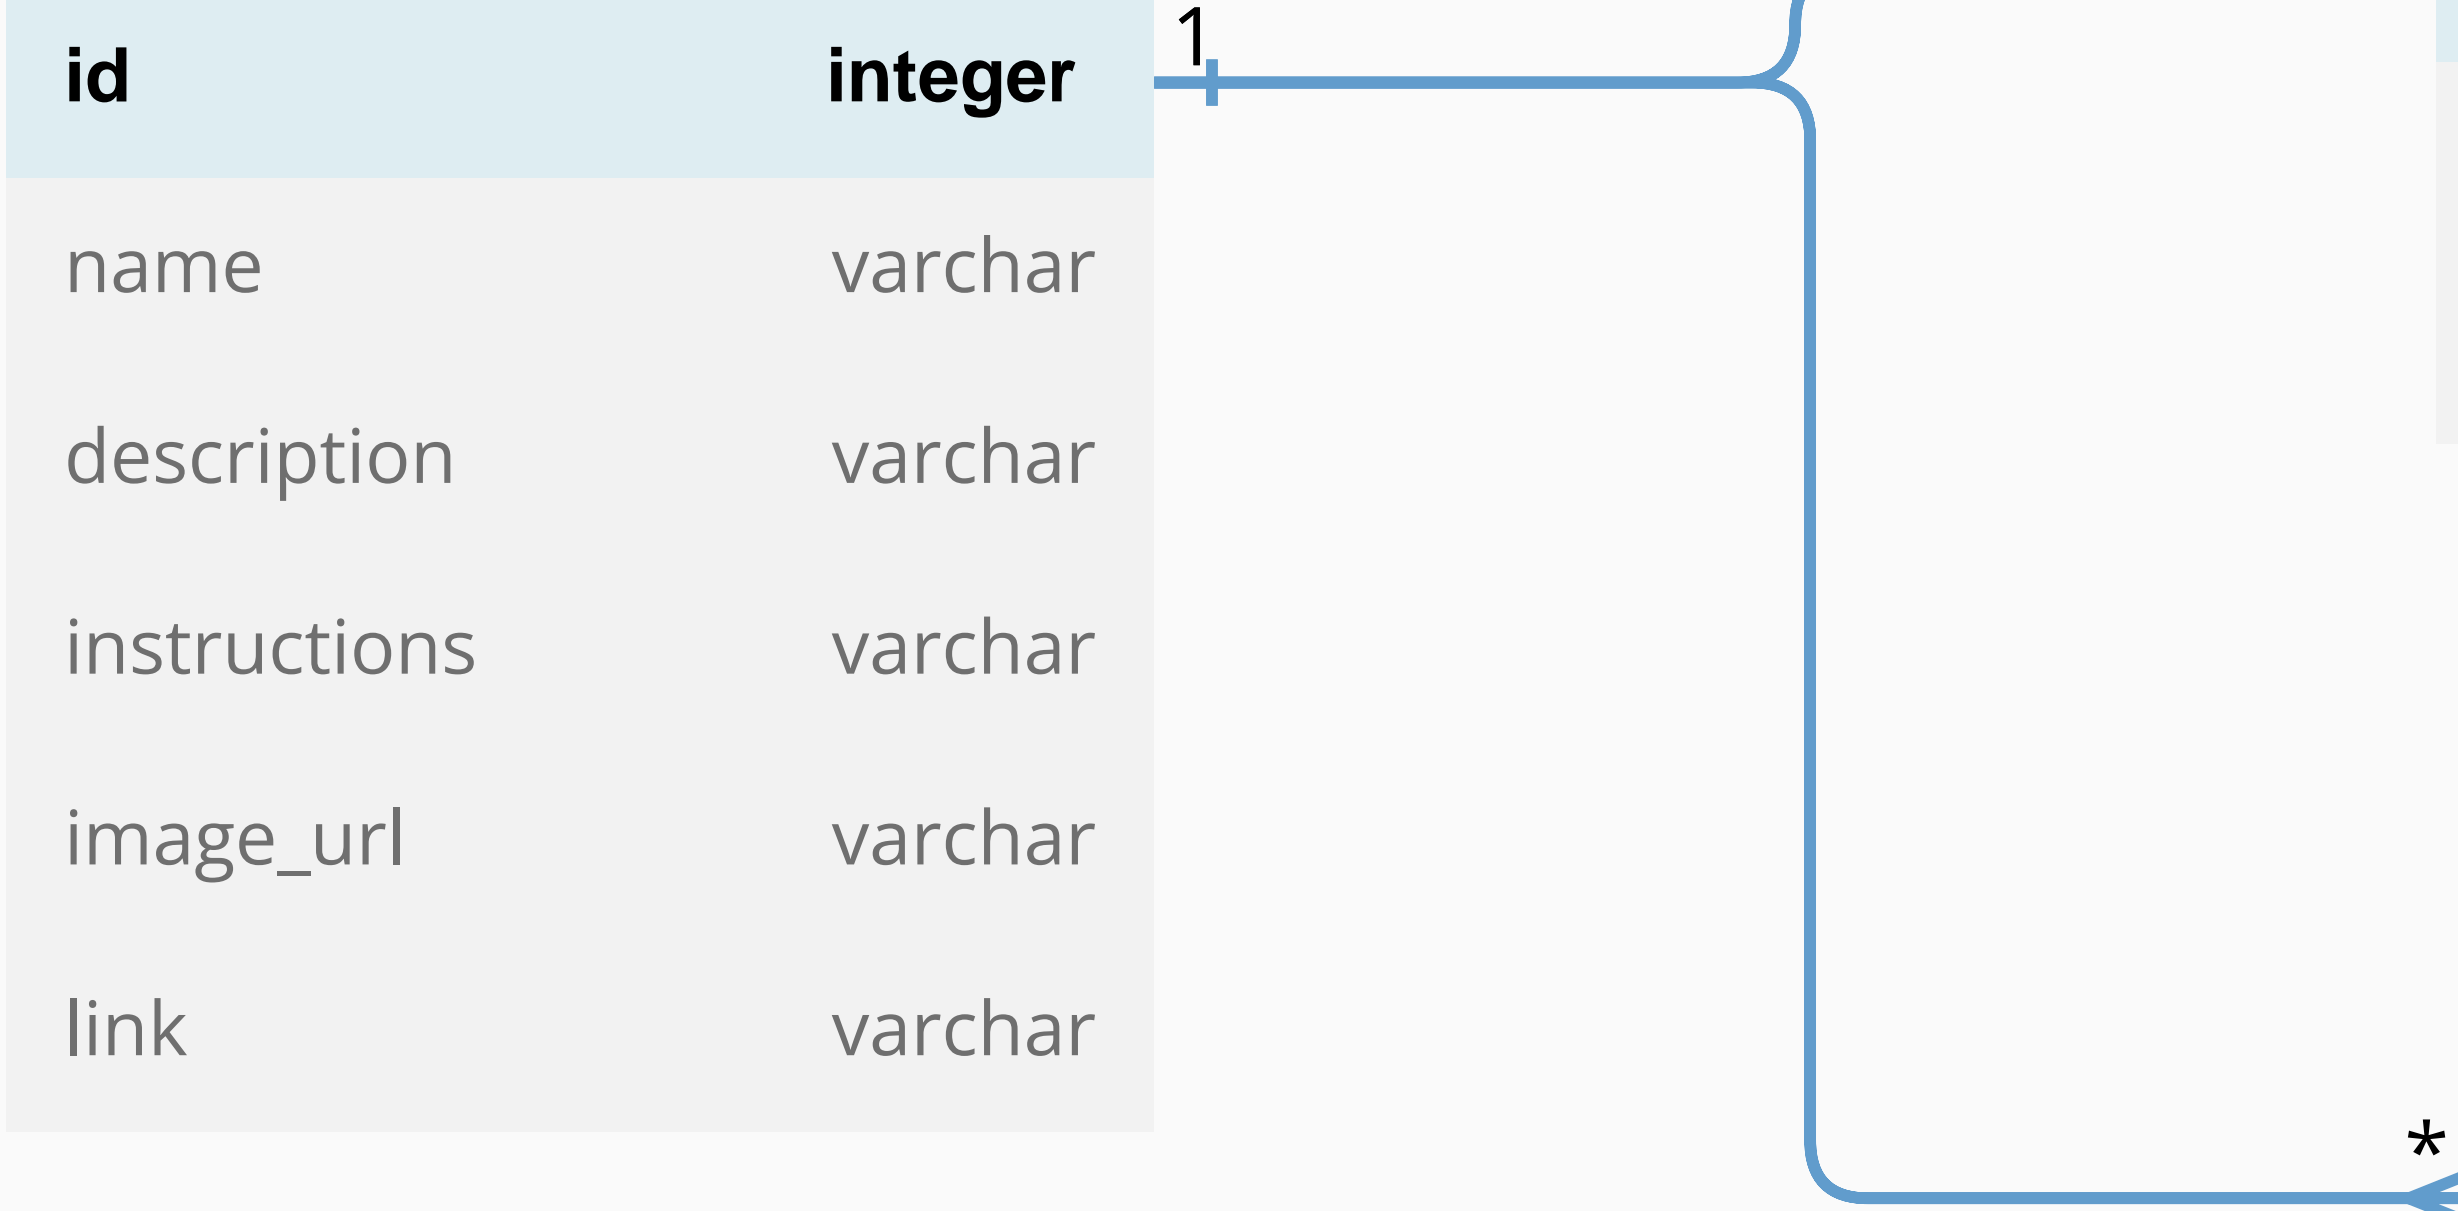 id integer 1
name varchar
description varchar
instructions varchar
image_url varchar
link varchar
*